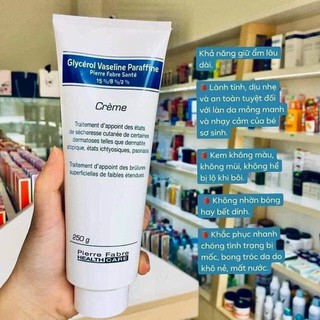 Glycérol Vaseline Paraffine
Pierre Fabre Santé
15 %/8 %/2 %
Crème
Traitement d'appoint des états
de sécheresse cutanée de certaines
dermatoses telles que dermatite
atopique, états ichtyosiques, psoriasis.
Traitement d'appoint des brûlures
superficielles de faibles étendues
250 g
Pierre Fabre
HEALTH CARE
Khả năng giữ ẩm lâu
dài.
Lành tính, dịu nhẹ
và an toàn tuyệt đối
với làn da mỏng manh
và nhạy cảm của bé
sơ sinh.
Kem không màu,
không mùi, không hề
bị lộ khi bôi.
Không nhờn bóng
hay bết dính.
Khắc phục nhanh
chóng tình trạng bị
mốc, bong tróc da do
khô nẻ, mất nước.